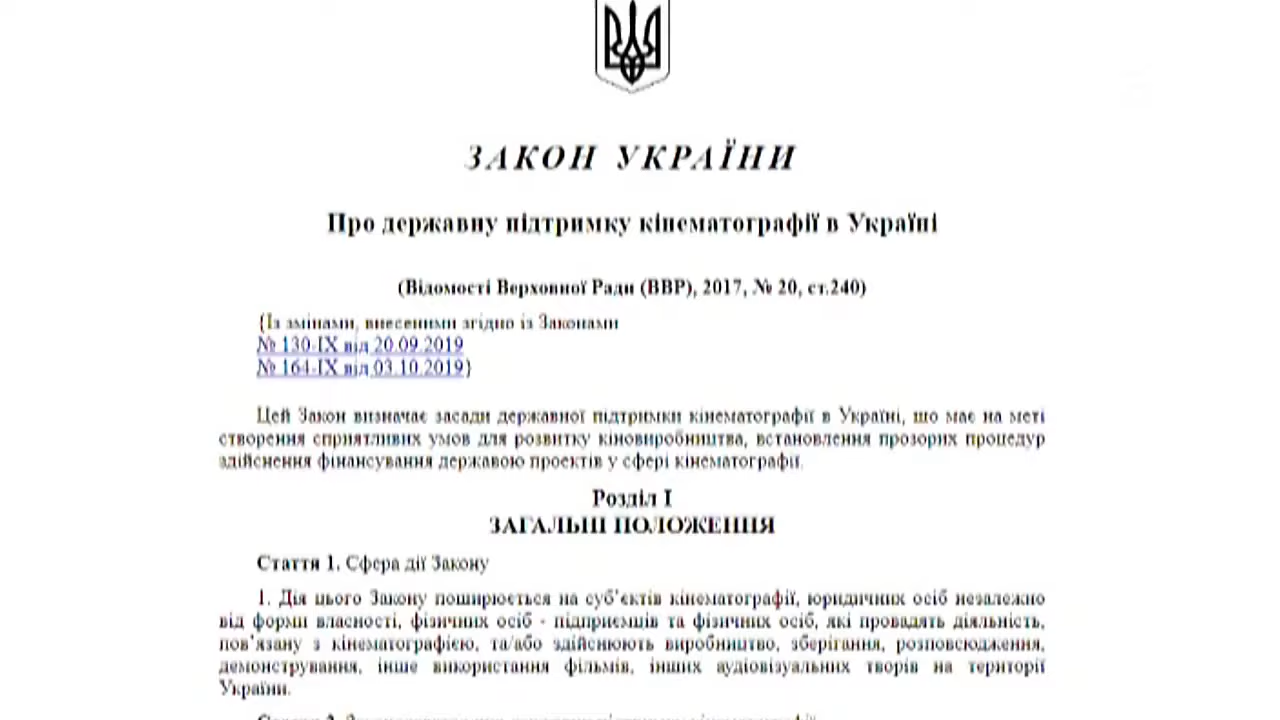 ЗАКОН УКРАЇНИ
Про державну підтримку кінематографії в Україні
(Відомості Верховної Ради (ВВР), 2017, № 20, ст.240)
{Із змінами, внесеними згідно із Законами
№ 130-IX від 20.09.2019
№ 164-IX від 03.10.2019}
Цей Закон визначає засади державної підтримки кінематографії в Україні, що має на меті
створення сприятливих умов для розвитку кіновиробництва, встановлення прозорих процедур
здійснення фінансування державою проектів у сфері кінематографії.
Розділ I
ЗАГАЛЬНІ ПОЛОЖЕННЯ
Стаття 1. Сфера дії Закону
1. Дія цього Закону поширюється на суб’єктів кінематографії, юридичних осіб незалежно
від форми власності, фізичних осіб - підприємців та фізичних осіб, які провадять діяльність,
пов’язану з кінематографією, та/або здійснюють виробництво, зберігання, розповсюдження,
демонстрування, інше використання фільмів, інших аудіовізуальних творів на території
України.